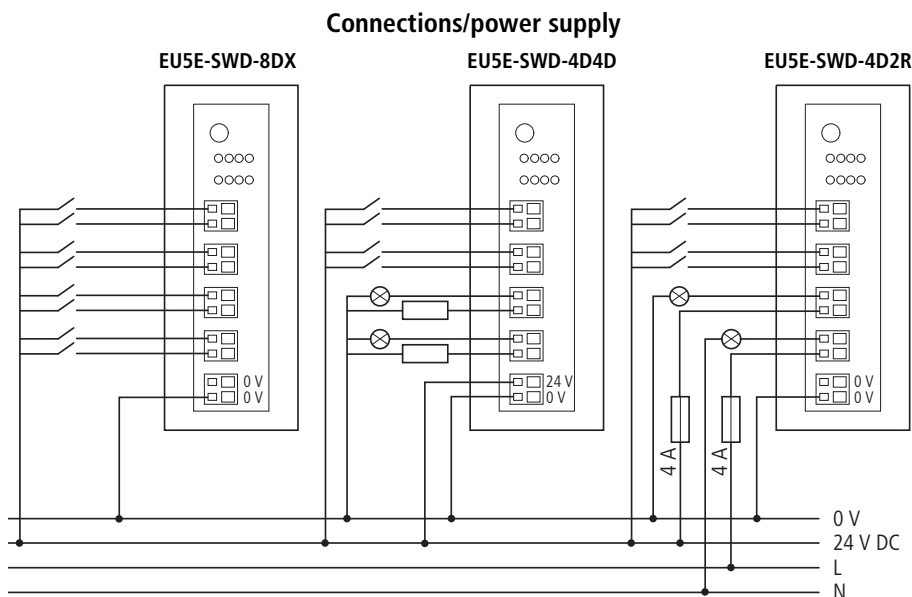 Connections/power supply
EU5E-SWD-8DX
EU5E-SWD-4D4D
EU5E-SWD-4D2R
0 V
0 V
24 V
0 V
0 V
0 V
4 A
4 A
0 V
24 V DC
L
N